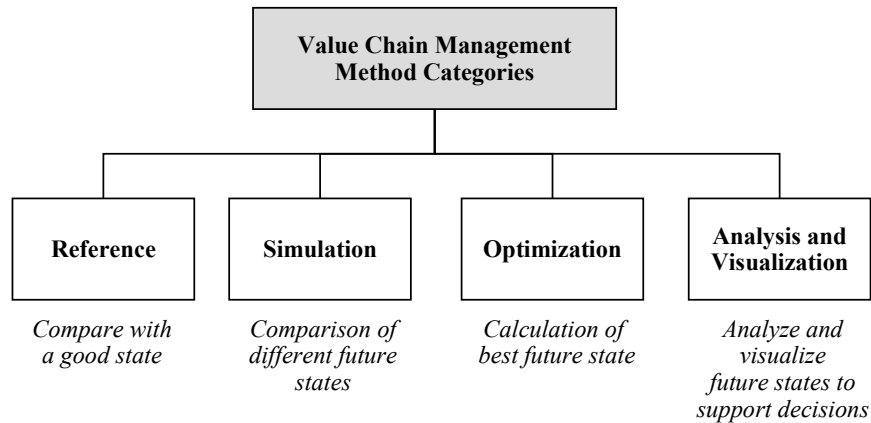 Value Chain Management
Method Categories
Reference
Simulation
Optimization
Analysis and
Visualization
Compare with
a good state
Comparison of
different future
states
Calculation of
best future state
Analyze and
visualize
future states to
support decisions